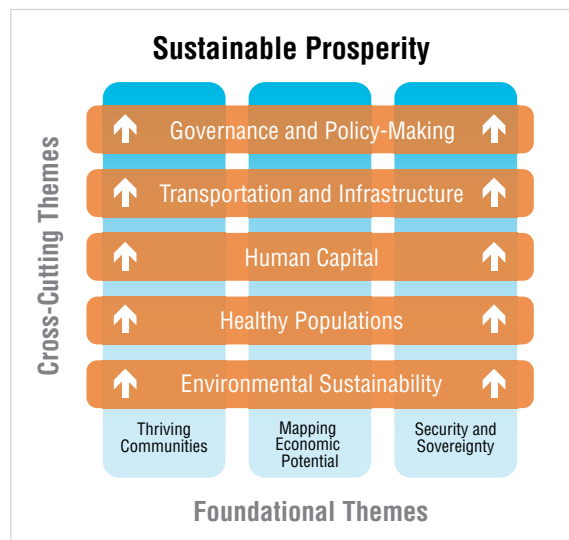 Sustainable Prosperity
Cross-Cutting Themes
Governance and Policy-Making
Transportation and Infrastructure
Human Capital
Healthy Populations
Environmental Sustainability
Thriving
Communities
Mapping
Economic
Potential
Security and
Sovereignty
Foundational Themes